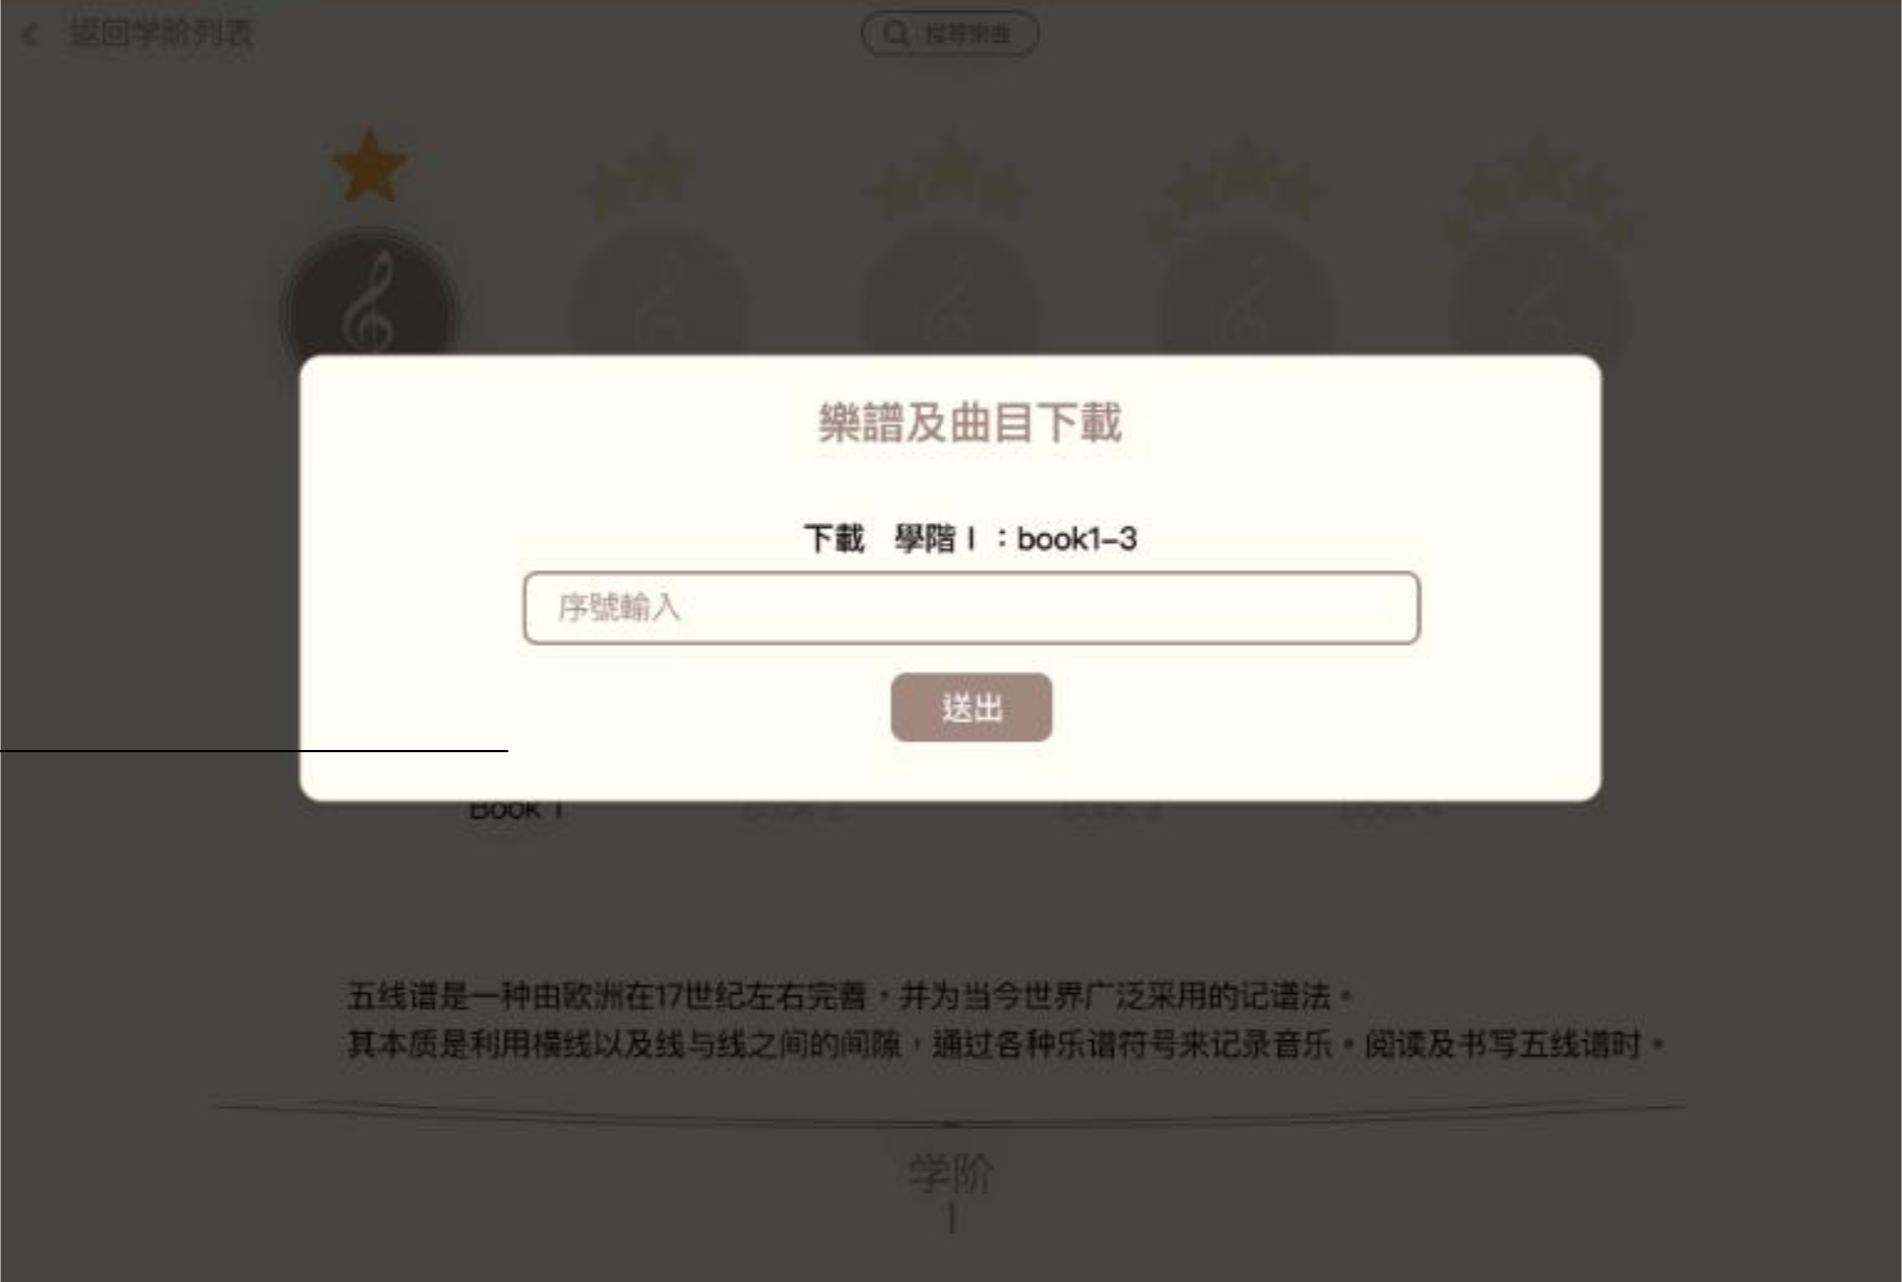 返回学阶列表
搜尋樂曲
樂譜及曲目下載
下載　學階 I ：book1-3
序號輸入
送出
Book 1
五线谱是一种由欧洲在17世纪左右完善，并为当今世界广泛采用的记谱法。
其本质是利用横线以及线与线之间的间隙，通过各种乐谱符号来记录音乐。阅读及书写五线谱时。
学阶
I